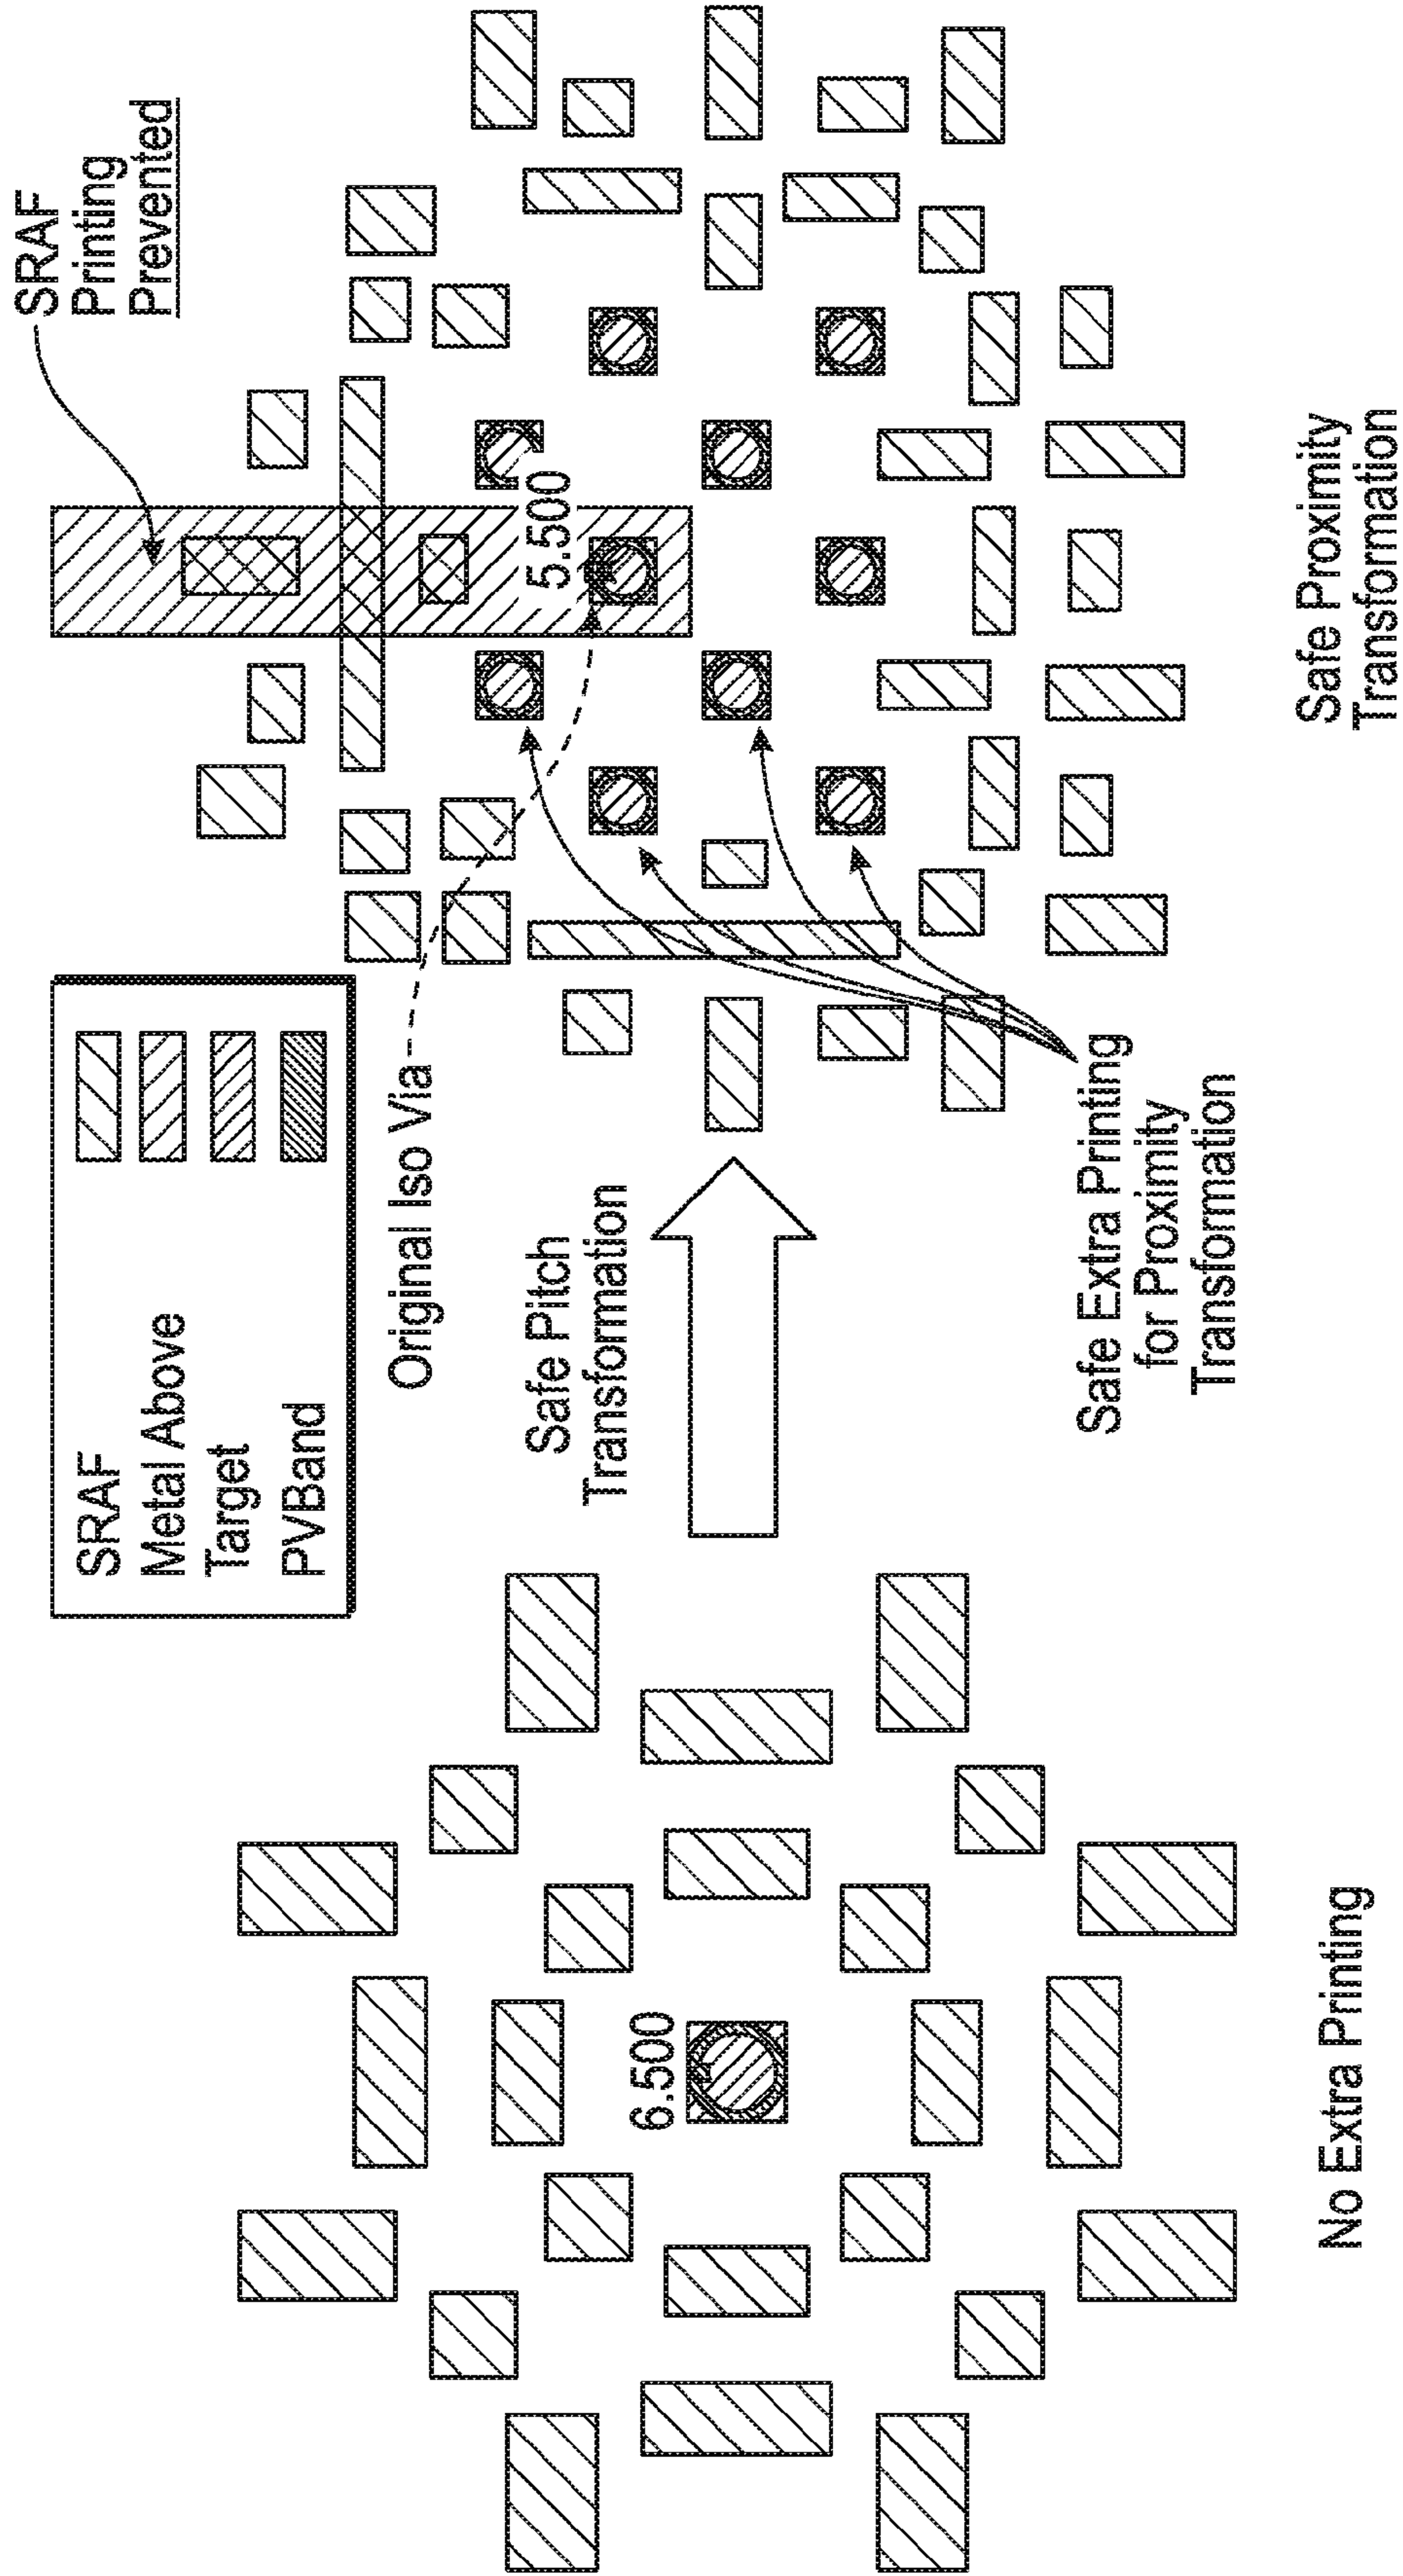 SRAF
Metal Above
Target
PVBand
SRAF
Printing
Prevented
Original Iso Via
Safe Pitch
Transformation
6.500
5.500
Safe Extra Printing
for Proximity
Transformation
No Extra Printing
Safe Proximity
Transformation